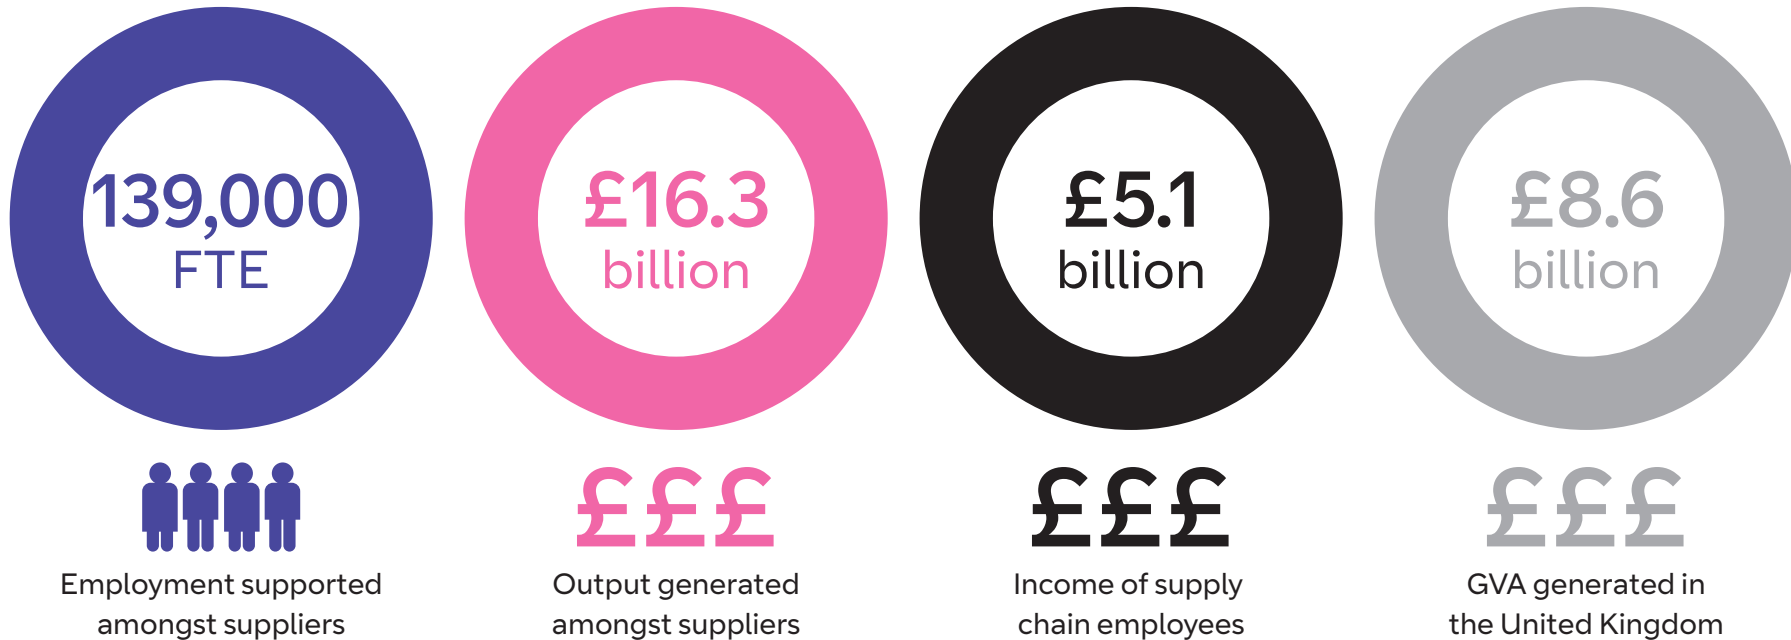 139,000
FTE
£16.3
billion
£5.1
billion
£8.6
billion
£££
£££
£££
Employment supported
amongst suppliers
Output generated
amongst suppliers
Income of supply
chain employees
GVA generated in
the United Kingdom